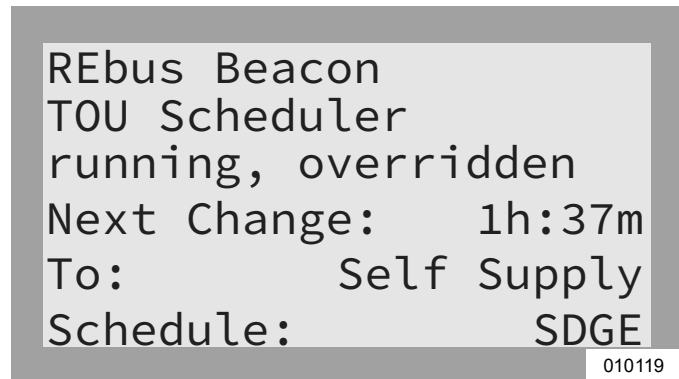 REbus Beacon
TOU Scheduler
running, overridden
Next Change: 1h:37m
To: Self Supply
Schedule: SDGE
010119